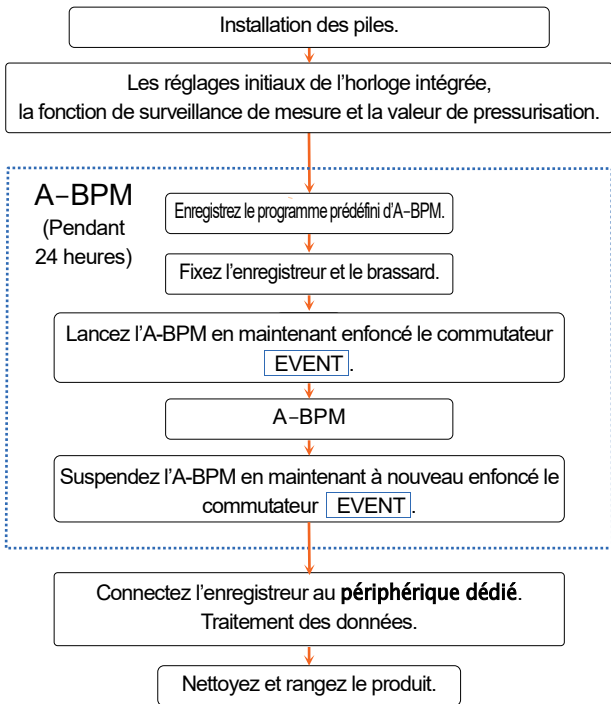 Installation des piles.
Les réglages initiaux de l’horloge intégrée,
la fonction de surveillance de mesure et la valeur de pressurisation.
A–BPM
(Pendant
24 heures)
Enregistrez le programme prédéfini d’A–BPM.
Fixez l’enregistreur et le brassard.
Lancez l’A-BPM en maintenant enfoncé le commutateur
EVENT.
A–BPM
Suspendez l’A-BPM en maintenant à nouveau enfoncé le
commutateur EVENT.
Connectez l’enregistreur au périphérique dédié.
Traitement des données.
Nettoyez et rangez le produit.